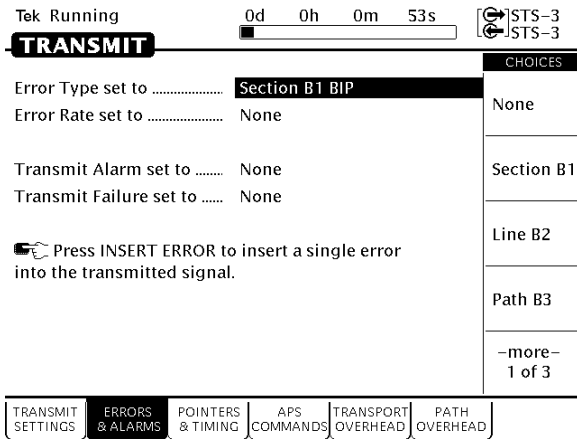 Tek Running 0d 0h 0m 53s STS-3
STS-3
TRANSMIT
CHOICES
Error Type set to .................... Section B1 BIP
Error Rate set to ..................... None
Transmit Alarm set to ........ None
Transmit Failure set to ...... None
Press INSERT ERROR to insert a single error
into the transmitted signal.
None
Section B1
Line B2
Path B3
-more-
1 of 3
TRANSMIT SETTINGS
ERRORS & ALARMS
POINTERS & TIMING
APS COMMANDS
TRANSPORT OVERHEAD
PATH OVERHEAD